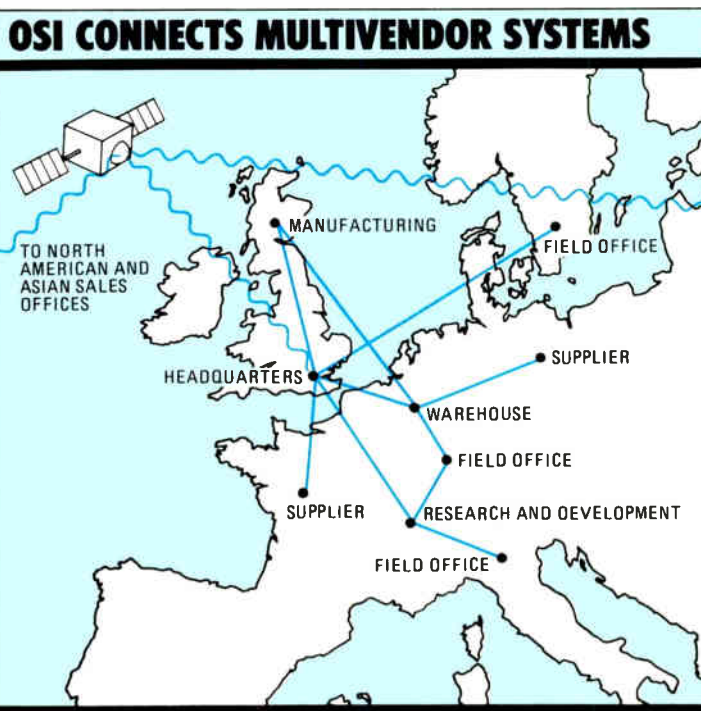 OSI CONNECTS MULTIVENDOR SYSTEMS
MANUFACTURING
FIELD OFFICE
TO NORTH
AMERICAN AND
ASIAN SALES
OFFICES
SUPPLIER
HEADQUARTERS
WAREHOUSE
FIELD OFFICE
SUPPLIER
RESEARCH AND DEVELOPMENT
FIELD OFFICE